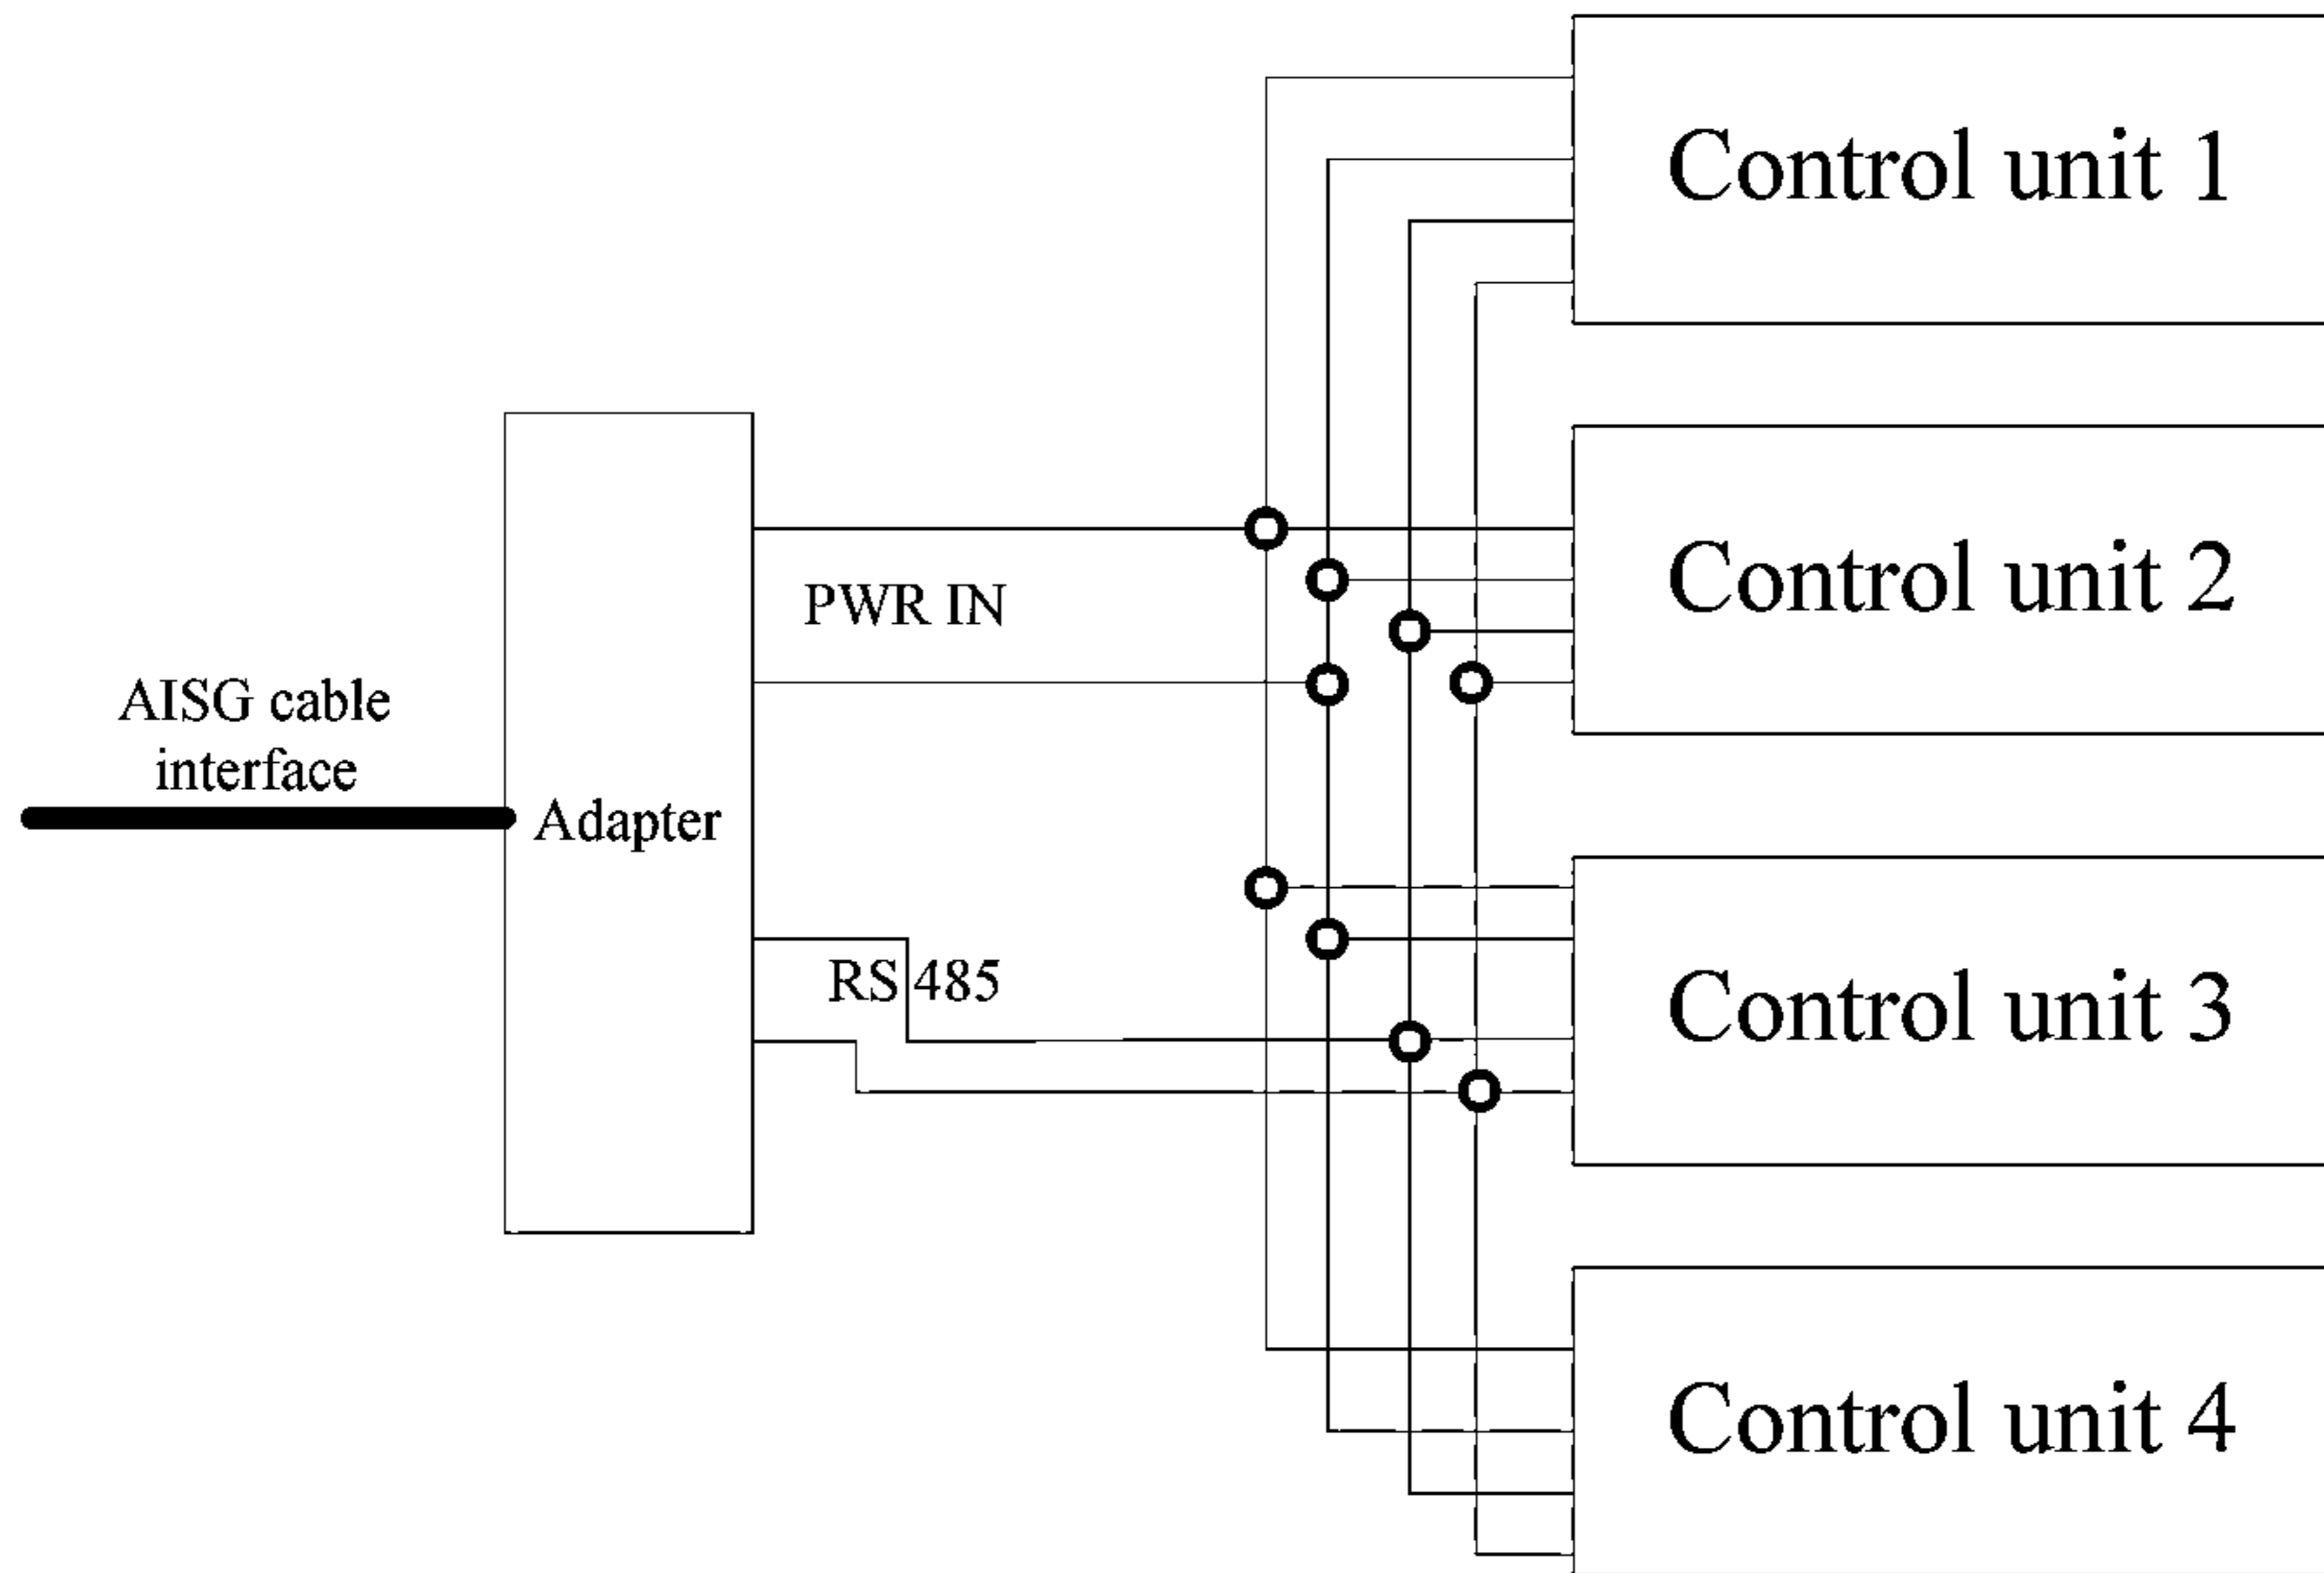 Control unit 1
PWR IN
Control unit 2
AISG cable
interface
Adapter
RS 485
Control unit 3
Control unit 4